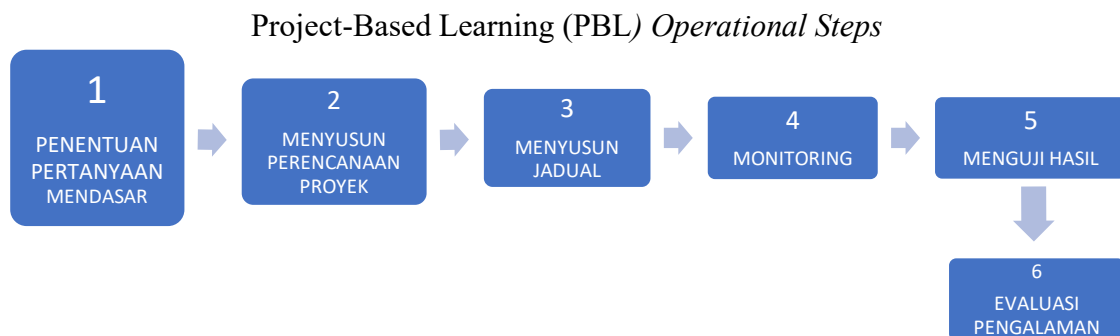 Project-Based Learning (PBL) Operational Steps
1
PENENTUAN
PERTANYAAN
MENDASAR
2
MENYUSUN
PERENCANAAN
PROYEK
3
MENYUSUN
JADUAL
4
MONITORING
5
MENGUJI HASIL
6
EVALUASI
PENGALAMAN